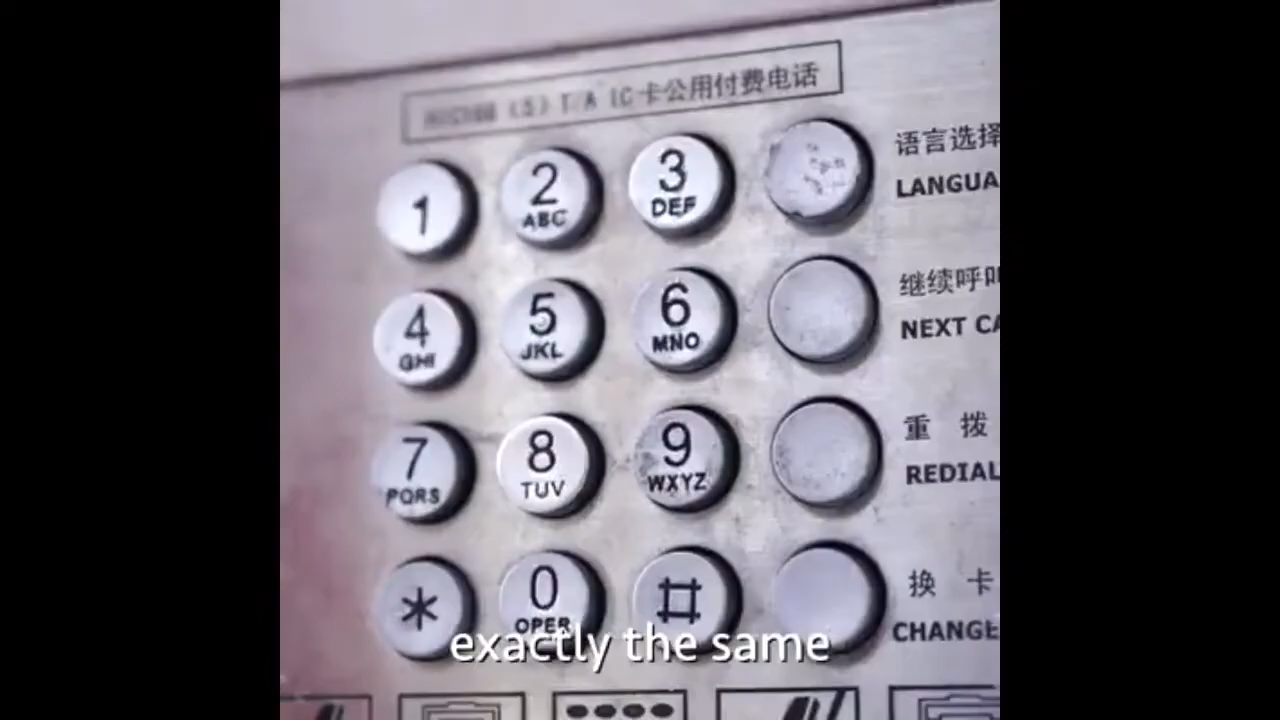 (S) T/A IC卡公用付费电话
1
2
ABC
3
DEF
语言选择
LANGUA
4
GHI
5
JKL
6
MNO
继续呼叫
NEXT CA
7
PQRS
8
TUV
9
WXYZ
重 拨
REDIAL
*
0
OPER
#
换 卡
CHANGE
exactly the same